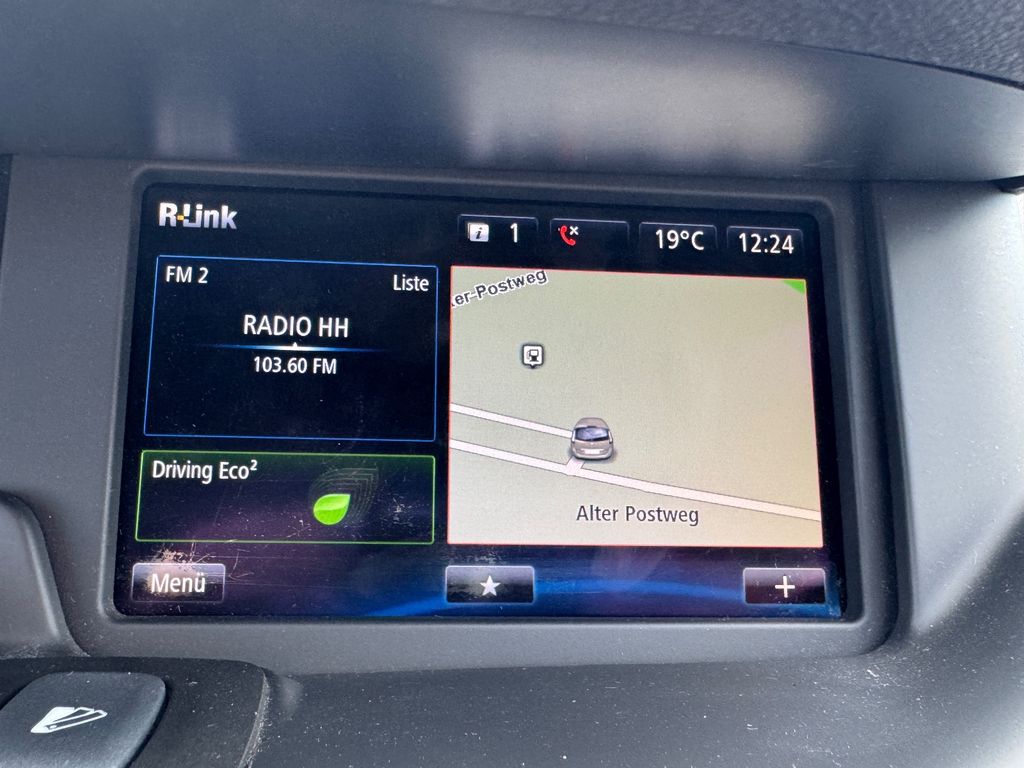 R-Link
i 1
19°C
12:24
FM 2
Liste
RADIO HH
103.60 FM
Driving Eco²
ter-Postweg
Alter Postweg
Menü
+